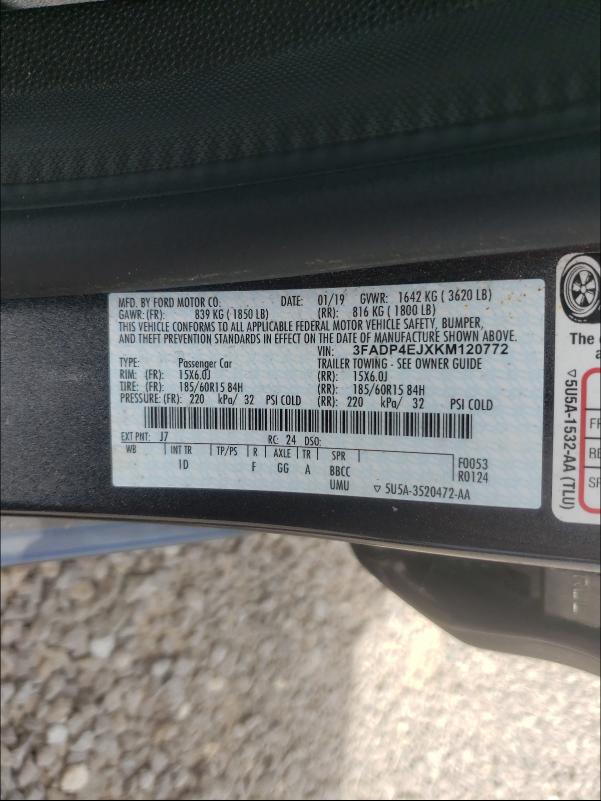 MFD. BY FORD MOTOR CO. DATE: 01/19 GVWR: 1642 KG ( 3620 LB)
GAWR: (FR): 839 KG ( 1850 LB) (RR): 816 KG ( 1800 LB)
THIS VEHICLE CONFORMS TO ALL APPLICABLE FEDERAL MOTOR VEHICLE SAFETY, BUMPER,
AND THEFT PREVENTION STANDARDS IN EFFECT ON THE DATE OF MANUFACTURE SHOWN ABOVE.
VIN: 3FADP4EJXKM120772
TYPE: Passenger Car TRAILER TOWING - SEE OWNER GUIDE
RIM: (FR): 15X6.0J (RR): 15X6.0J
TIRE: (FR): 185/60R15 84H (RR): 185/60R15 84H
PRESSURE: (FR): 220 kPa/ 32 PSI COLD (RR): 220 kPa/ 32 PSI COLD
EXT PNT: J7 RC: 24 DSO:
WB INT TR TP/PS R AXLE TR SPR F0053
1D F GG A BBCC R0124
UMU ▽ 5U5A-3520472-AA
The
▽5U5A-1532-AA (TLU)
FR
RE
SP